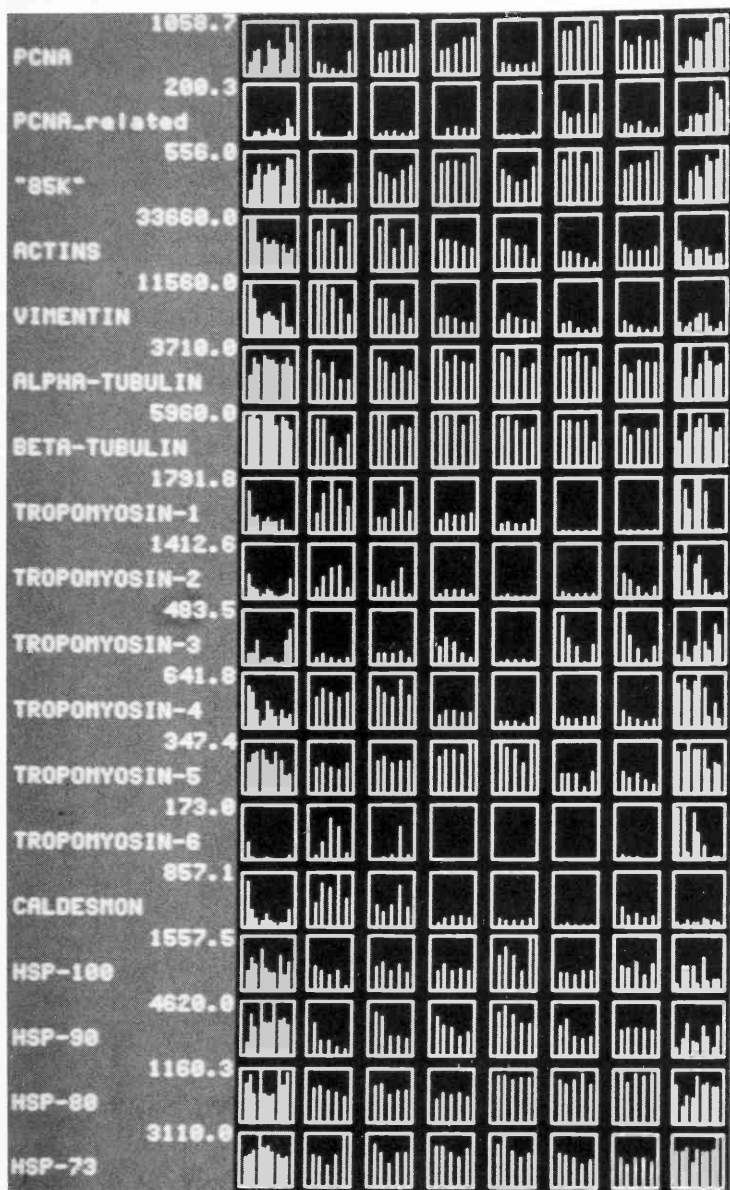 1058.7
PCNA
200.3
PCNA_related
556.0
"85K"
33660.0
ACTINS
11560.0
VIMENTIN
3710.0
ALPHA-TUBULIN
5960.0
BETA-TUBULIN
1791.8
TROPOMYOSIN-1
1412.6
TROPOMYOSIN-2
483.5
TROPOMYOSIN-3
641.8
TROPOMYOSIN-4
347.4
TROPOMYOSIN-5
173.0
TROPOMYOSIN-6
857.1
CALDESMON
1557.5
HSP-100
4620.0
HSP-90
1160.3
HSP-80
3110.0
HSP-73